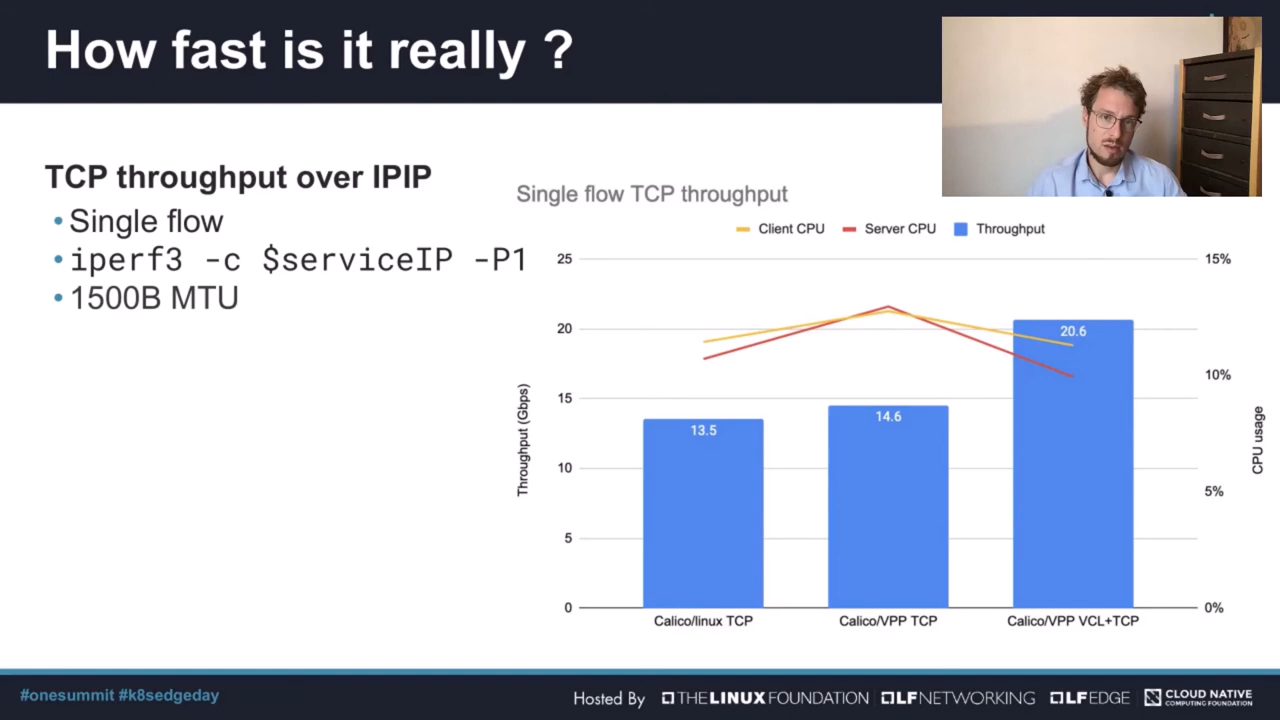 How fast is it really ?
TCP throughput over IPIP
• Single flow
• iperf3 -c $serviceIP -P1
• 1500B MTU
Single flow TCP throughput
Client CPU
Server CPU
Throughput
25
20
15
10
5
0
Throughput (Gbps)
13.5
14.6
20.6
15%
10%
5%
0%
CPU usage
Calico/linux TCP
Calico/VPP TCP
Calico/VPP VCL+TCP
#onesummit #k8sedgeday
Hosted By
THE LINUX FOUNDATION
LF NETWORKING
LF EDGE
CLOUD NATIVE
COMPUTING FOUNDATION